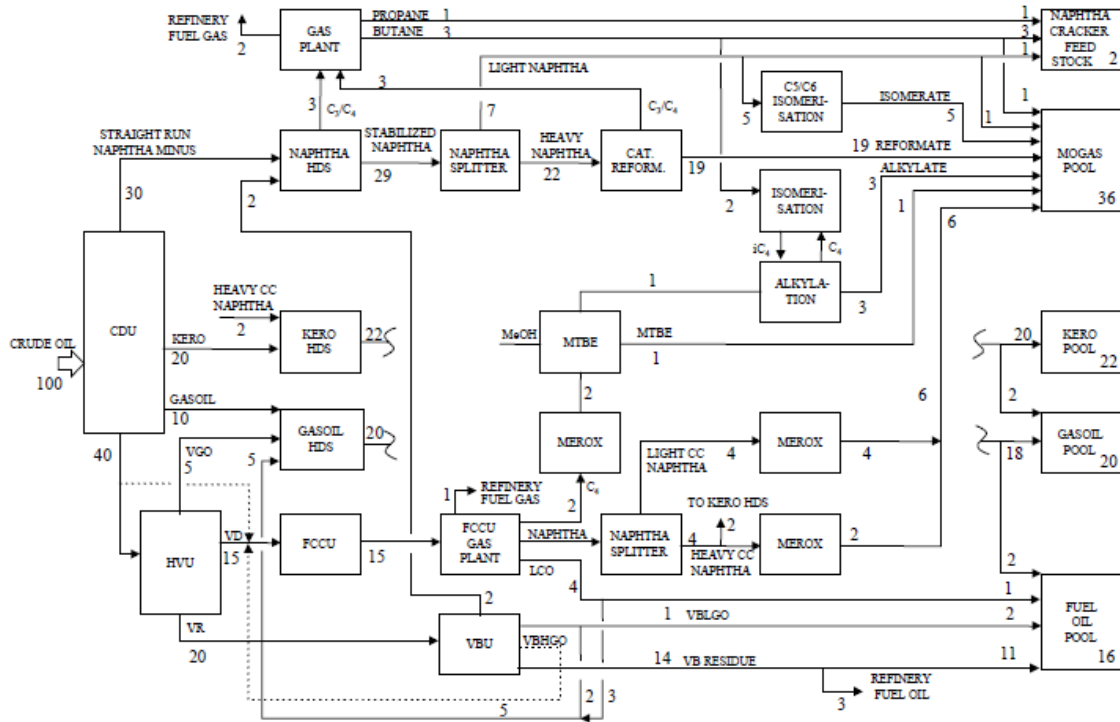 REFINERY
FUEL GAS
2
GAS
PLANT
PROPANE
1
BUTANE
3
1
3
1
NAPHTHA
CRACKER
FEED
STOCK
2
LIGHT NAPHTHA
3
3
C3/C4
7
C3/C4
5
C5/C6
ISOMERI-
SATION
ISOMERATE
5
1
1
STRAIGHT RUN
NAPHTHA MINUS
30
2
NAPHTHA
HDS
STABILIZED
NAPHTHA
29
NAPHTHA
SPLITTER
HEAVY
NAPHTHA
22
CAT.
REFORM.
19
19 REFORMATE
MOGAS
POOL
36
ALKYLATE
3
1
6
2
ISOMERI-
SATION
iC4
C4
ALKYLA-
TION
3
1
HEAVY CC
NAPHTHA
2
CDU
KERO
20
KERO
HDS
22
CRUDE OIL
100
MeOH
MTBE
MTBE
1
2
20
KERO
POOL
22
2
GASOIL
10
GASOIL
HDS
20
VGO
5
5
40
MEROX
6
LIGHT CC
NAPHTHA
4
MEROX
4
18
GASOIL
POOL
20
REFINERY
FUEL GAS
1
C4
2
TO KERO HDS
2
HVU
VD
15
FCCU
15
FCCU
GAS
PLANT
NAPHTHA
LCO
4
NAPHTHA
SPLITTER
4
HEAVY CC
NAPHTHA
MEROX
2
2
1
VR
20
2
VBU
VBHGO
1
VBLGO
2
FUEL
OIL
POOL
16
14
VB RESIDUE
11
3
REFINERY
FUEL OIL
5
2
3